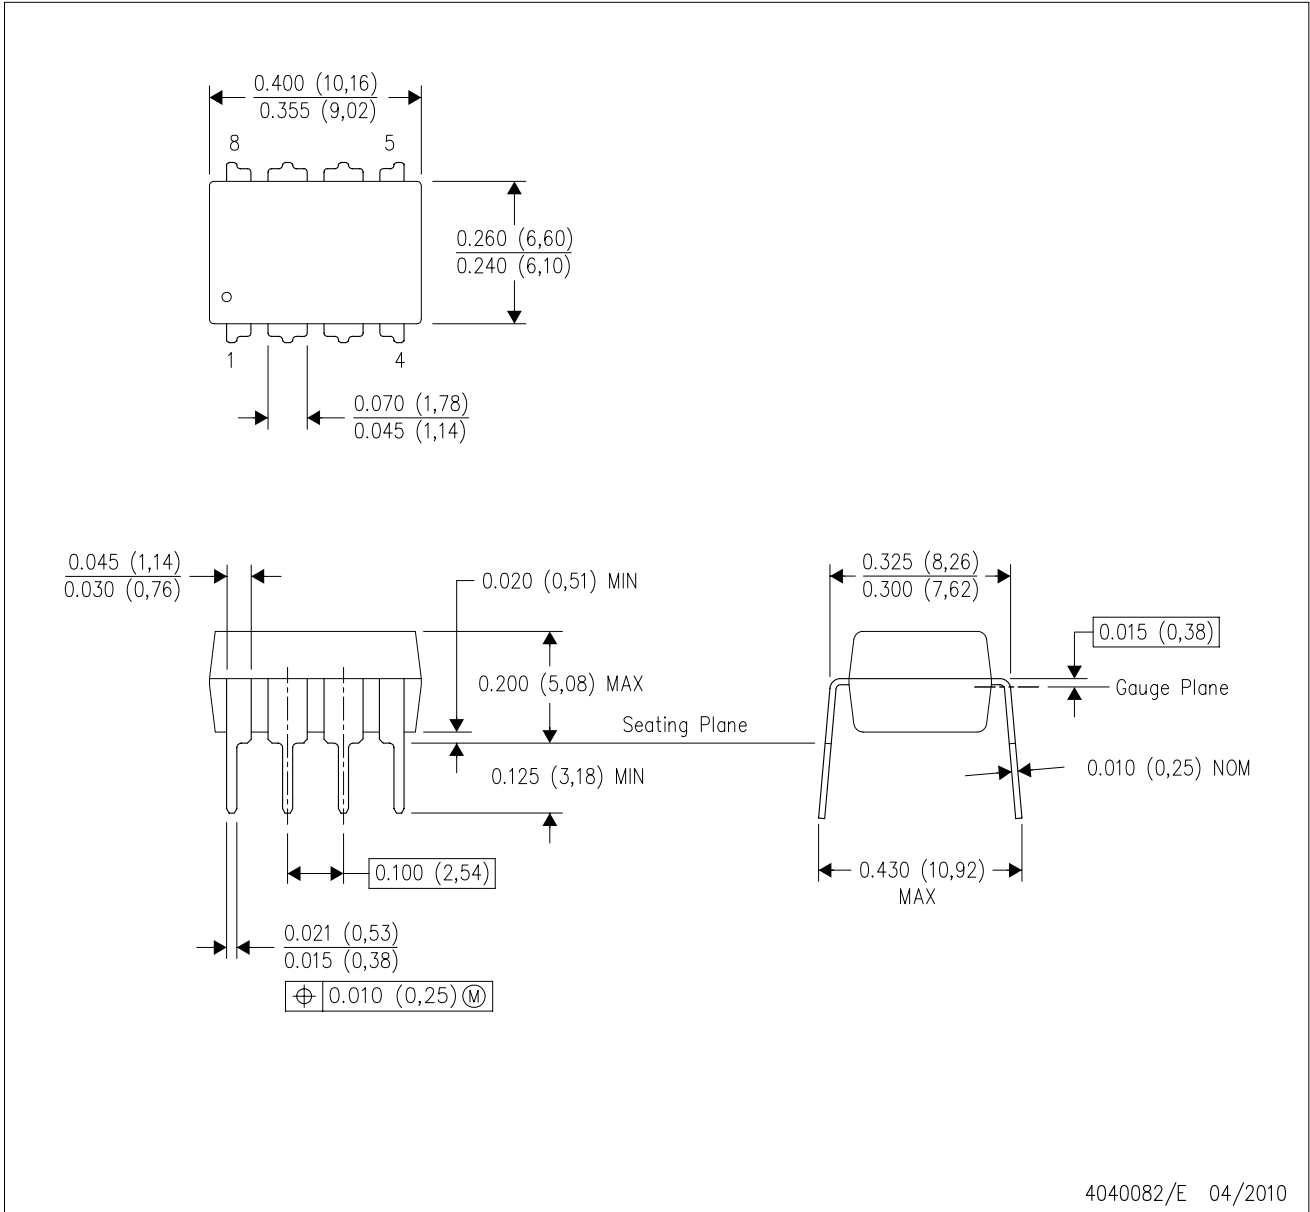 0.400 (10,16)
0.355 (9,02)
8 5
0.260 (6,60)
0.240 (6,10)
1 4
0.070 (1,78)
0.045 (1,14)
0.045 (1,14)
0.030 (0,76)
0.020 (0,51) MIN
0.325 (8,26)
0.300 (7,62)
0.015 (0,38)
0.200 (5,08) MAX
Gauge Plane
Seating Plane
0.125 (3,18) MIN
0.010 (0,25) NOM
0.100 (2,54)
0.430 (10,92)
MAX
0.021 (0,53)
0.015 (0,38)
⌖ 0.010 (0,25) Ⓜ
4040082/E 04/2010